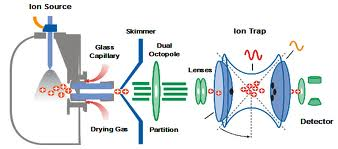 Ion Source
Glass
Capillary
Skimmer
Dual
Octopole
Ion Trap
Lenses
Drying Gas
Partition
Detector